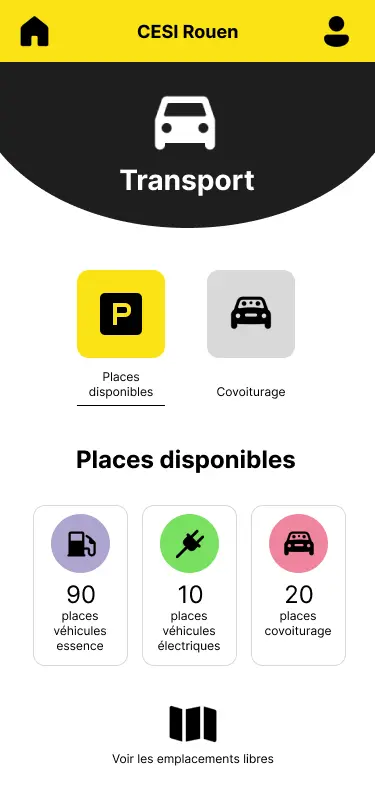 CESI Rouen
Transport
P
Places
disponibles
Covoiturage
Places disponibles
90
places
véhicules
essence
10
places
véhicules
électriques
20
places
covoiturage
Voir les emplacements libres